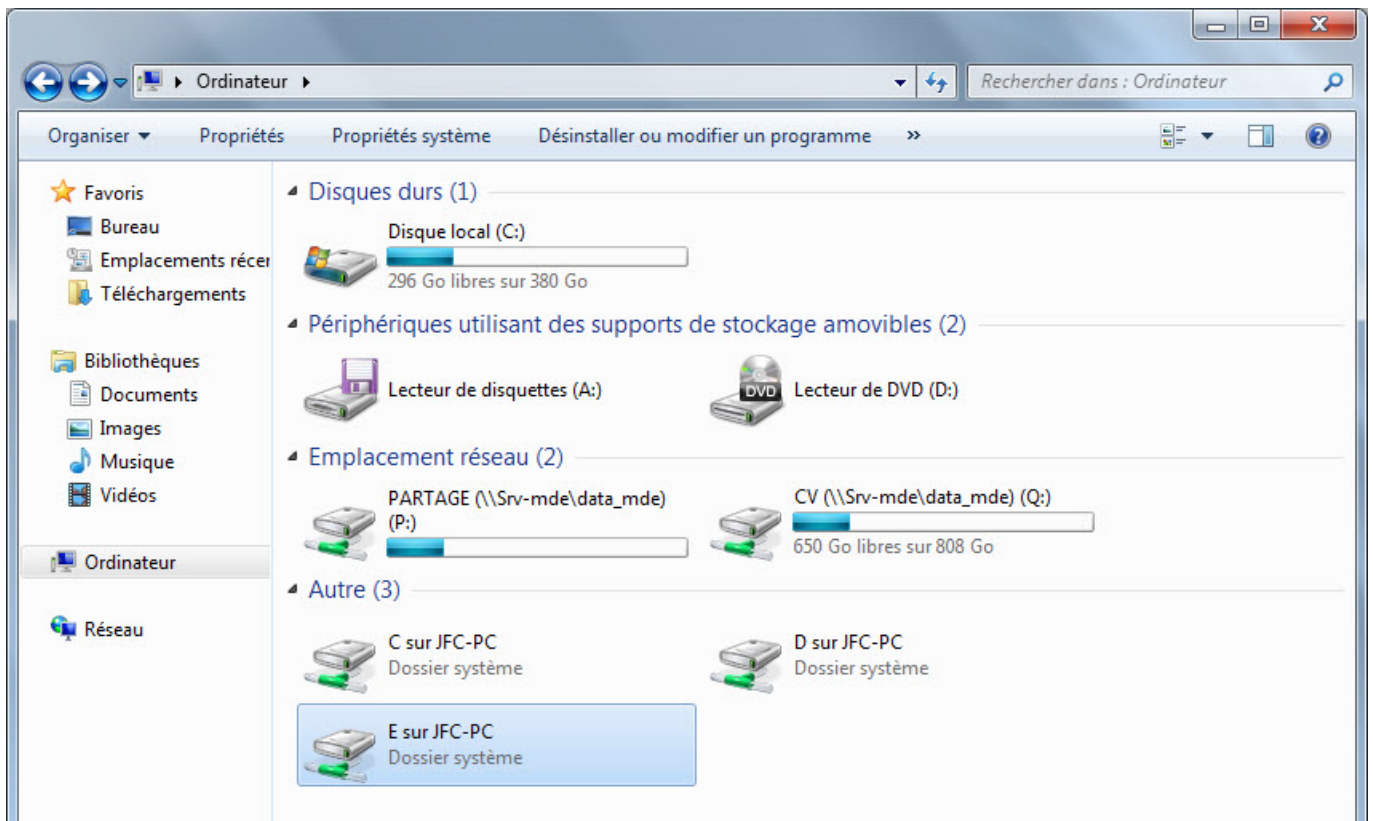 Ordinateur
Rechercher dans : Ordinateur
Organiser
Propriétés
Propriétés système
Désinstaller ou modifier un programme
»
Favoris
Bureau
Emplacements récer
Téléchargements
Bibliothèques
Documents
Images
Musique
Vidéos
Ordinateur
Réseau
Disques durs (1)
Disque local (C:)
296 Go libres sur 380 Go
Périphériques utilisant des supports de stockage amovibles (2)
Lecteur de disquettes (A:)
DVD
Lecteur de DVD (D:)
Emplacement réseau (2)
PARTAGE (\\Srv-mde\data_mde)
(P:)
CV (\\Srv-mde\data_mde) (Q:)
650 Go libres sur 808 Go
Autre (3)
C sur JFC-PC
Dossier système
D sur JFC-PC
Dossier système
E sur JFC-PC
Dossier système